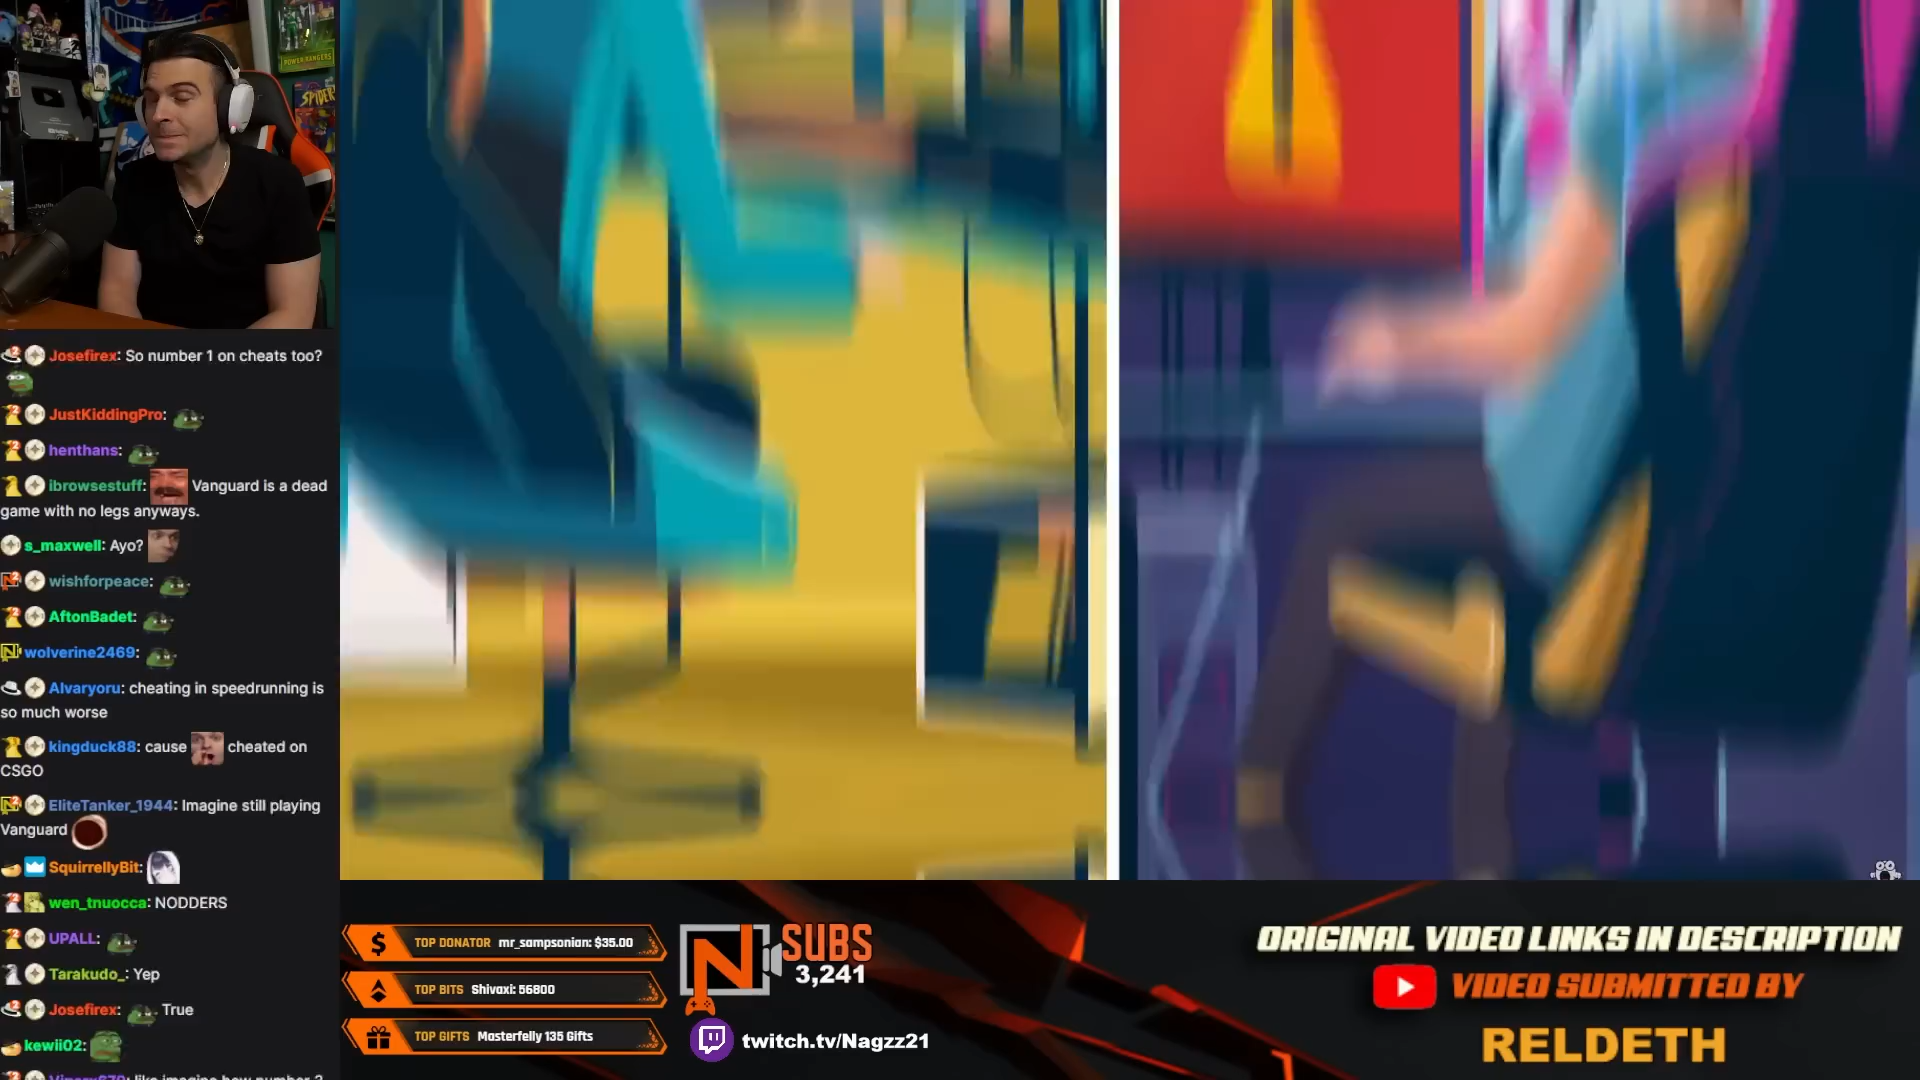 POWER RANGERS
SPIDER
Josefirex: So number 1 on cheats too?
JustKiddingPro:
henthans:
ibrowsestuff: Vanguard is a dead
game with no legs anyways.
s_maxwell: Ayo?
wishforpeace:
AftonBadet:
wolverine2469:
Alvaryoru: cheating in speedrunning is
so much worse
kingduck88: cause cheated on
CSGO
EliteTanker_1944: Imagine still playing
Vanguard
SquirrellyBit:
wen_tnuocca: NODDERS
UPALL:
Tarakudo_: Yep
Josefirex: True
kewii02:
TOP DONATOR mr_sampsonian: $35.00
TOP BITS Shivaxi: 56800
TOP GIFTS Masterfelly 135 Gifts
N SUBS
3,241
twitch.tv/Nagzz21
ORIGINAL VIDEO LINKS IN DESCRIPTION
VIDEO SUBMITTED BY
RELDETH